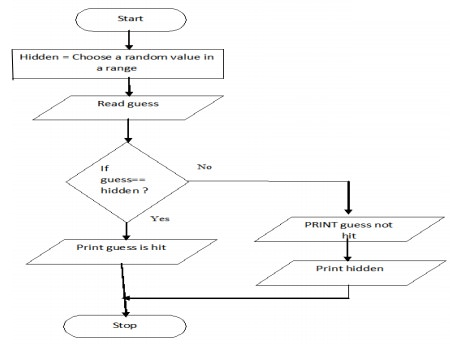 Start
Hidden = Choose a random value in
a range
Read guess
If
guess==
hidden ?
No
Yes
Print guess is hit
PRINT guess not
hit
Print hidden
Stop